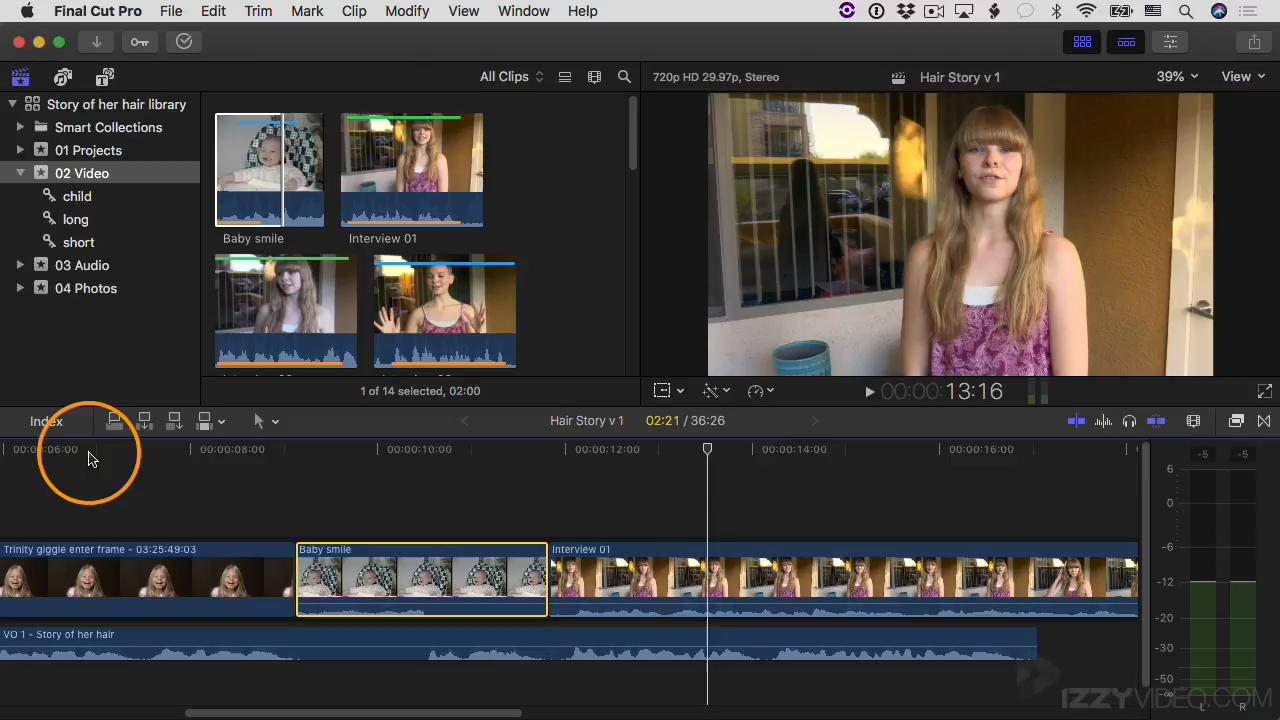 Final Cut Pro File Edit Trim Mark Clip Modify View Window Help
All Clips
720p HD 29.97p, Stereo
Hair Story v 1
39%
View
Story of her hair library
Smart Collections
01 Projects
02 Video
child
long
short
03 Audio
04 Photos
Baby smile
Interview 01
1 of 14 selected, 02:00
00:00:13:16
Index
Hair Story v 1
02:21 / 36:26
00:00:06:00
00:00:08:00
00:00:10:00
00:00:12:00
00:00:14:00
00:00:16:00
Trinity giggle enter frame - 03:25:49:03
Baby smile
Interview 01
VO 1 - Story of her hair
-5 -5
6
0
-6
-12
-20
-30
-50
-∞
L R
IZZYVIDEO.COM